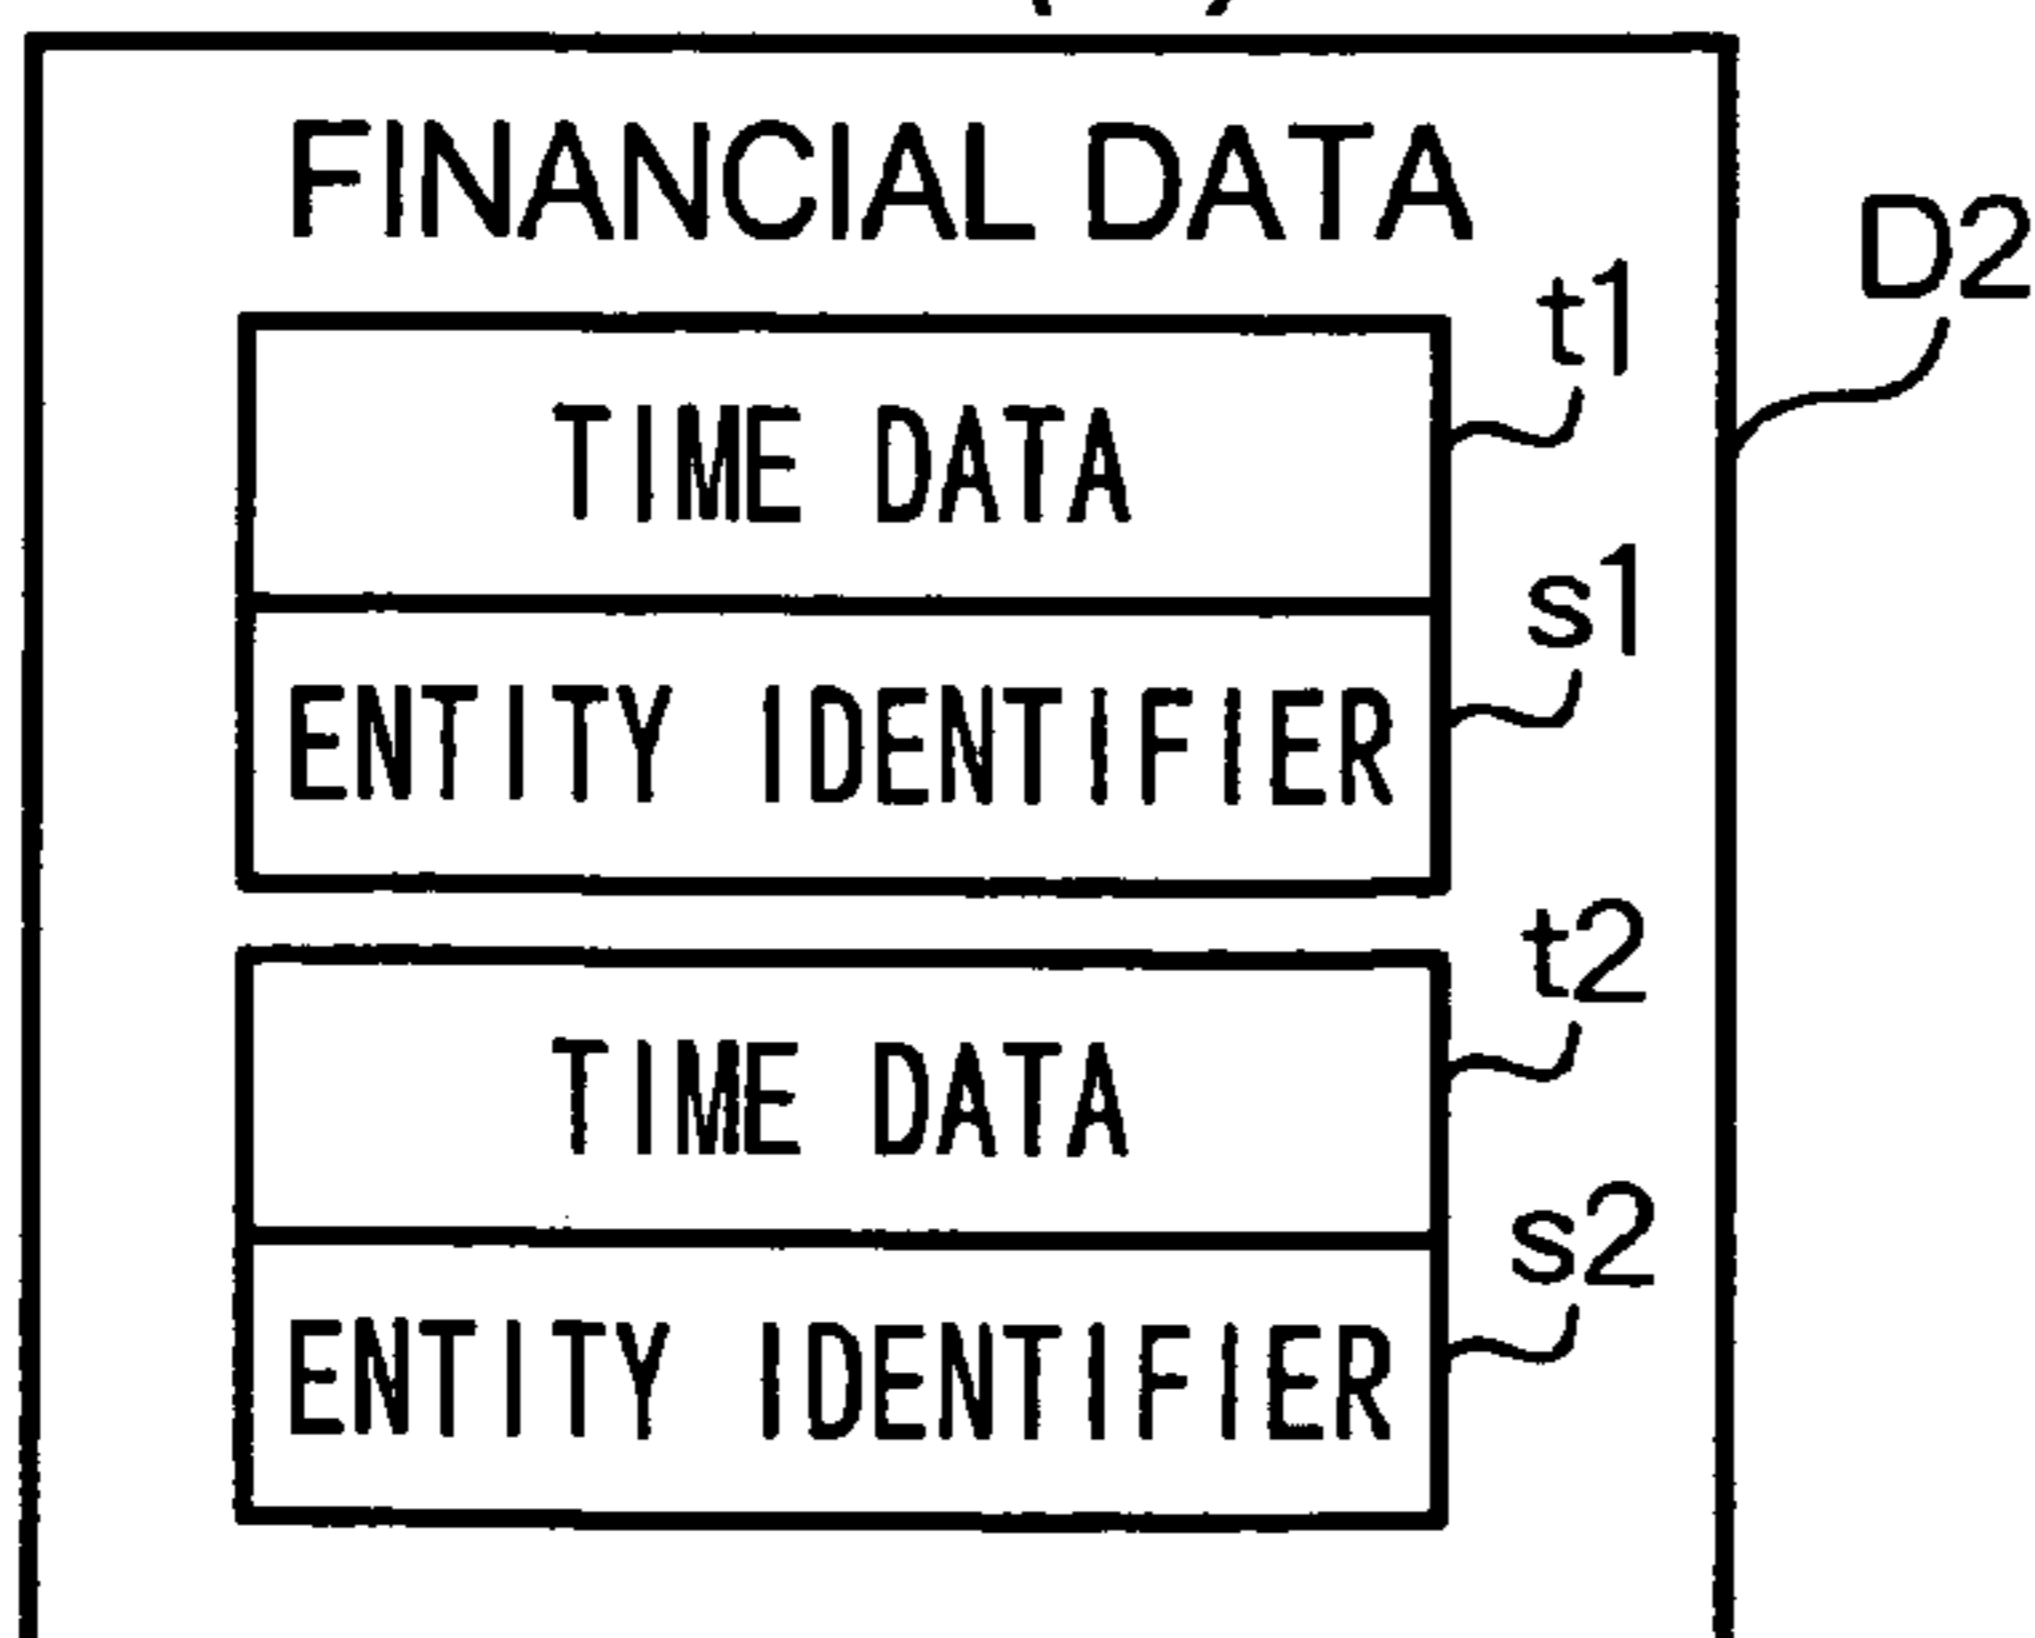 FINANCIAL DATA
D2
t1
TIME DATA
s1
ENTITY IDENTIFIER
t2
TIME DATA
s2
ENTITY IDENTIFIER